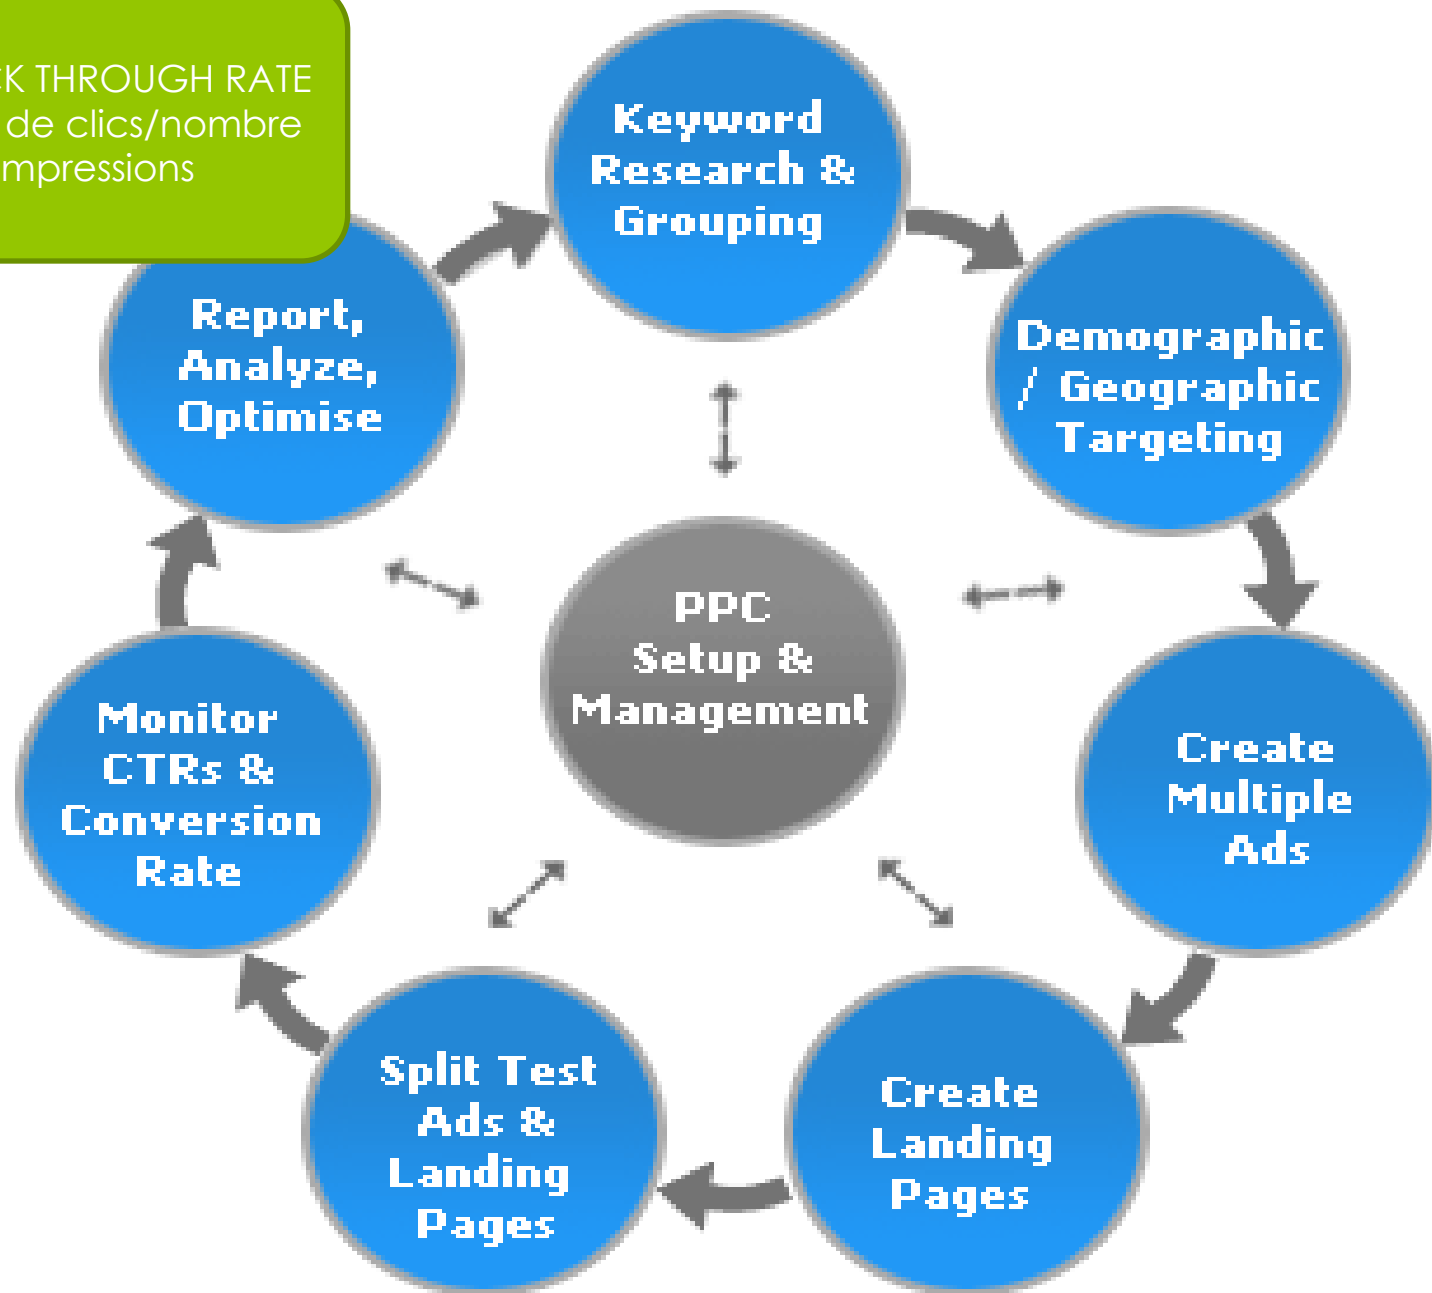 THROUGH RATE
de clics/nombre
Keyword
Research &
Grouping
Report,
Analyze,
Optimise
Demographic
/ Geographic
Targeting
PPC
Setup &
Management
Monitor
CTRs &
Conversion
Rate
Create
Multiple
Ads
Split Test
Ads &
Landing
Pages
Create
Landing
Pages